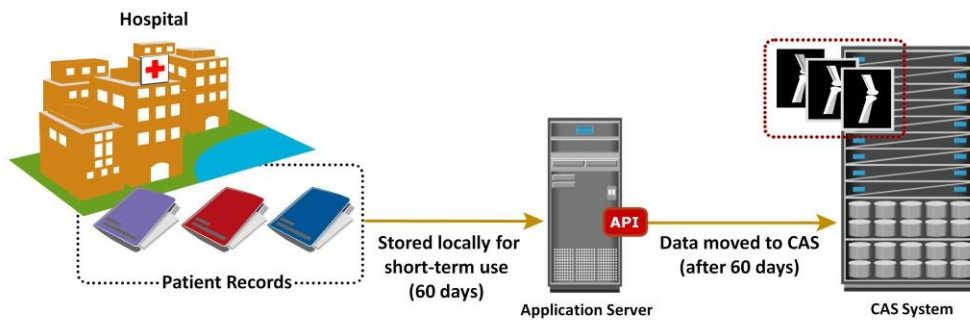 Hospital
Patient Records
Stored locally for
short-term use
(60 days)
API
Application Server
Data moved to CAS
(after 60 days)
CAS System